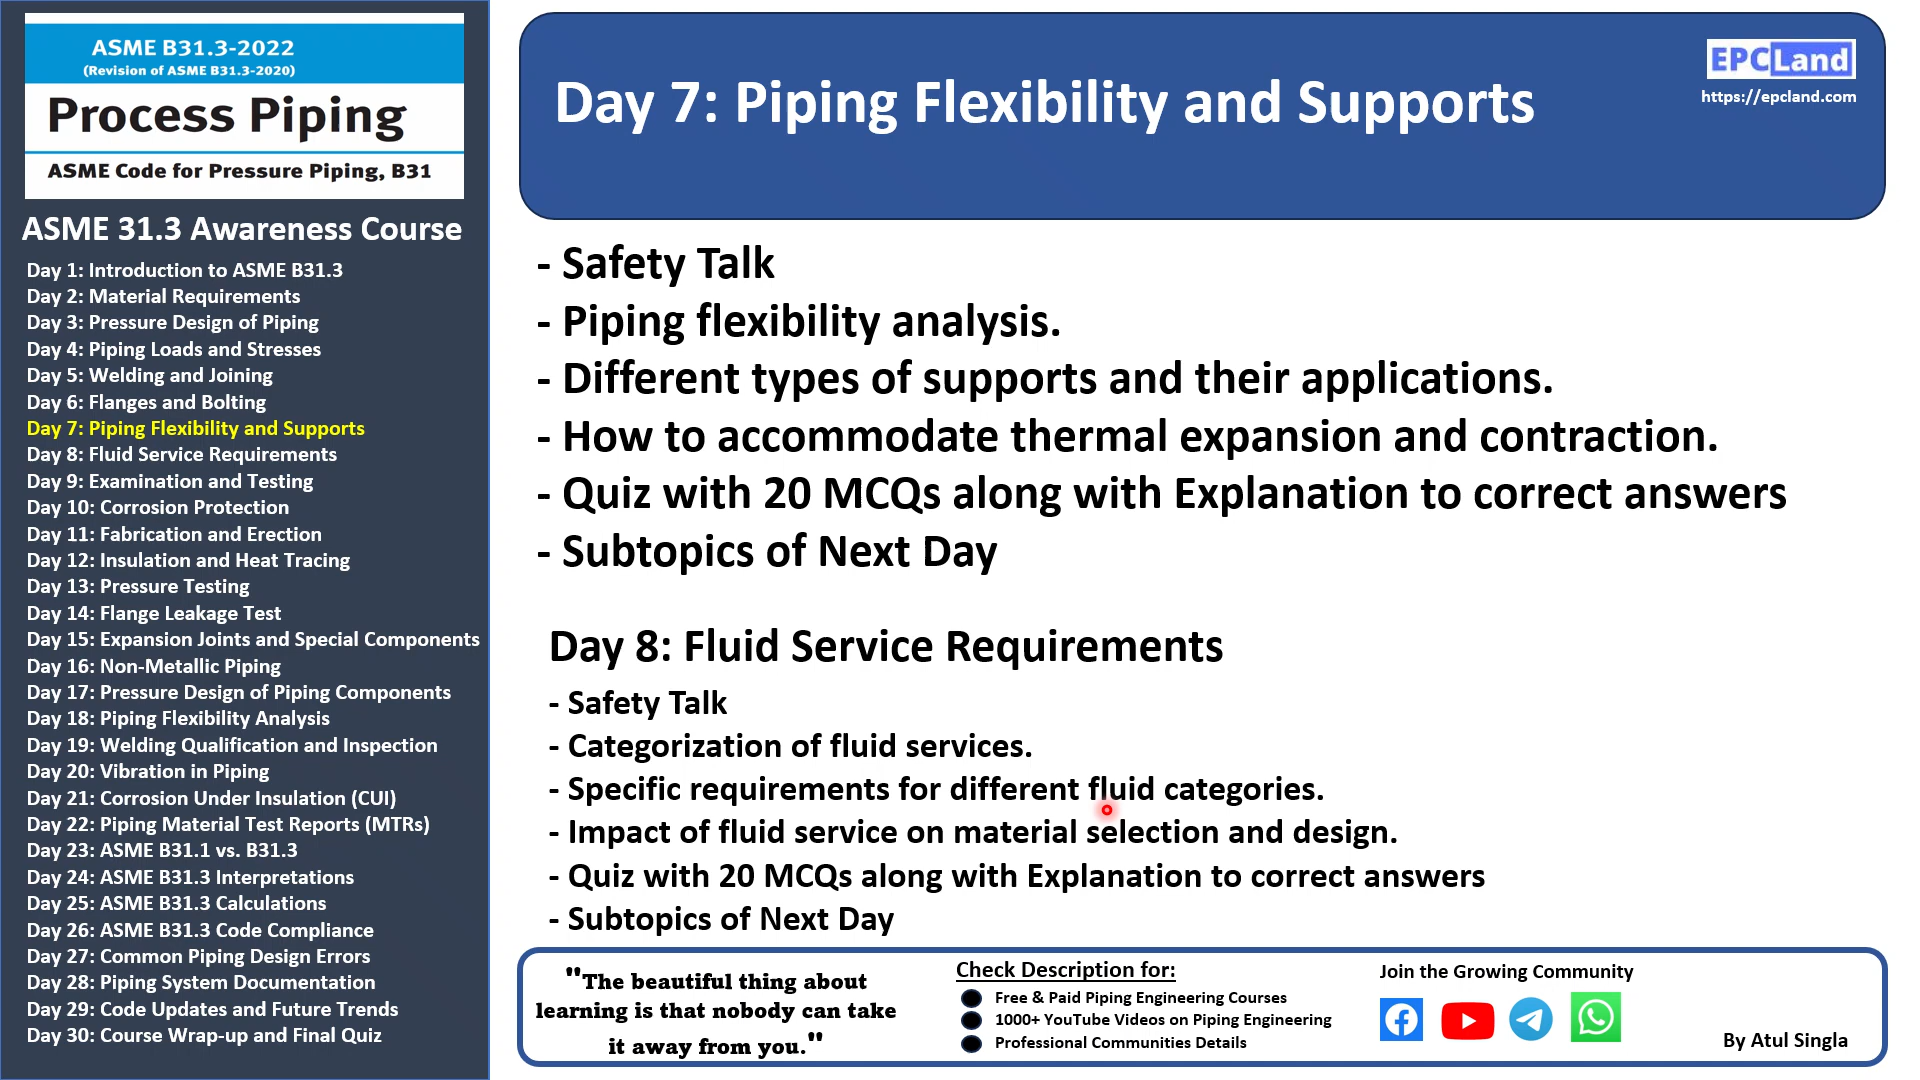 ASME B31.3-2022
(Revision of ASME B31.3-2020)
Process Piping
ASME Code for Pressure Piping, B31
ASME 31.3 Awareness Course
Day 1: Introduction to ASME B31.3
Day 2: Material Requirements
Day 3: Pressure Design of Piping
Day 4: Piping Loads and Stresses
Day 5: Welding and Joining
Day 6: Flanges and Bolting
Day 7: Piping Flexibility and Supports
Day 8: Fluid Service Requirements
Day 9: Examination and Testing
Day 10: Corrosion Protection
Day 11: Fabrication and Erection
Day 12: Insulation and Heat Tracing
Day 13: Pressure Testing
Day 14: Flange Leakage Test
Day 15: Expansion Joints and Special Components
Day 16: Non-Metallic Piping
Day 17: Pressure Design of Piping Components
Day 18: Piping Flexibility Analysis
Day 19: Welding Qualification and Inspection
Day 20: Vibration in Piping
Day 21: Corrosion Under Insulation (CUI)
Day 22: Piping Material Test Reports (MTRs)
Day 23: ASME B31.1 vs. B31.3
Day 24: ASME B31.3 Interpretations
Day 25: ASME B31.3 Calculations
Day 26: ASME B31.3 Code Compliance
Day 27: Common Piping Design Errors
Day 28: Piping System Documentation
Day 29: Code Updates and Future Trends
Day 30: Course Wrap-up and Final Quiz
Day 7: Piping Flexibility and Supports
EPCLand
https://epcland.com
- Safety Talk
- Piping flexibility analysis.
- Different types of supports and their applications.
- How to accommodate thermal expansion and contraction.
- Quiz with 20 MCQs along with Explanation to correct answers
- Subtopics of Next Day
Day 8: Fluid Service Requirements
- Safety Talk
- Categorization of fluid services.
- Specific requirements for different fluid categories.
- Impact of fluid service on material selection and design.
- Quiz with 20 MCQs along with Explanation to correct answers
- Subtopics of Next Day
"The beautiful thing about
learning is that nobody can take
it away from you."
Check Description for:
Free & Paid Piping Engineering Courses
1000+ YouTube Videos on Piping Engineering
Professional Communities Details
Join the Growing Community
By Atul Singla